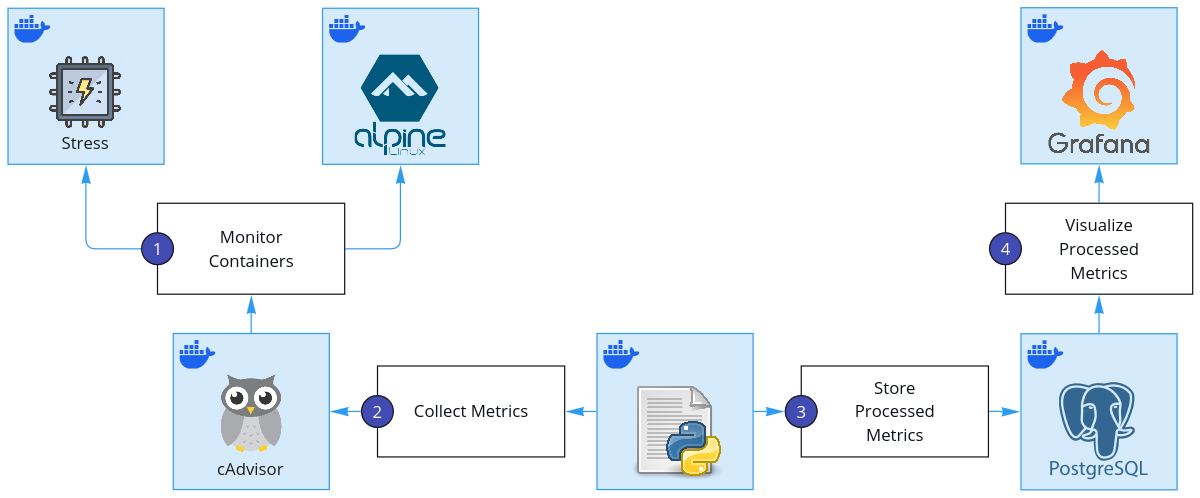 Stress
alpine
Linux
Grafana
1
Monitor
Containers
4
Visualize
Processed
Metrics
cAdvisor
2
Collect Metrics
3
Store
Processed
Metrics
PostgreSQL